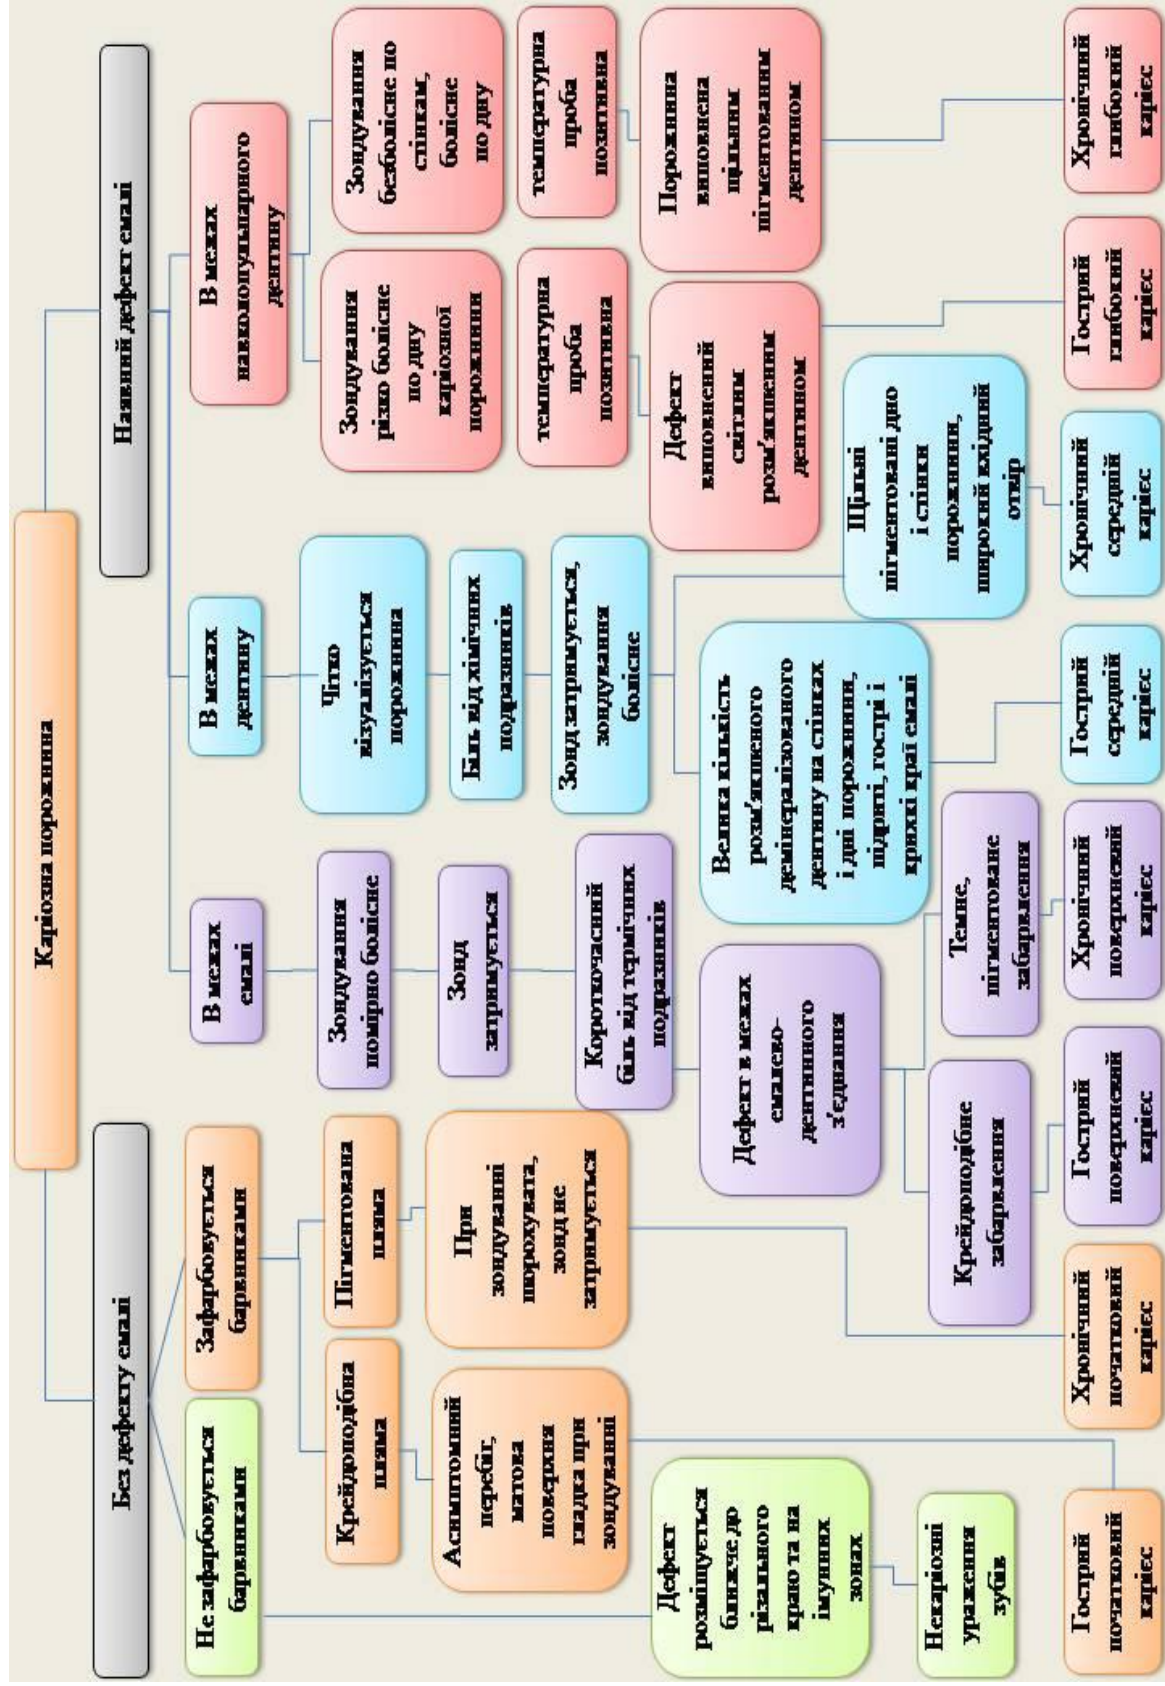 Каріозна порожнина
Без дефекту емалі
Наявний дефект емалі
Не зафарбовується
барвниками
Зафарбовується
барвниками
В межах
емалі
В межах
дентину
В межах
навколопульпарного
дентину
Крейдоподібна
пляма
Пігментована
пляма
Зондування
помірно болісне
Чітко
візуалізується
порожнина
Зондування
різко болісне
по дну
каріозної
порожнини
Зондування
безболісне по
стінкам,
болісне
по дну
Асимптомний
перебіг,
матова
поверхня
гладка при
зондуванні
При
зондуванні
шорохувата,
зонд не
затримується
Зонд
затримується
Біль від хімічних
подразників
температурна
проба
позитивна
температурна
проба
позитивна
Короткочасний
біль від термічних
подразників
Зонд затримується,
зондування
болісне
Дефект
розміщується
ближче до
різального
краю та на
імунних
зонах
Дефект в межах
емалево-
дентинного
з'єднання
Велика кількість
розм'якшеного
демінералізованого
дентину на стінках
і дні порожнини,
підриті, гострі і
крихкі краї емалі
Дефект
виповнений
світлим
розм'якшеним
дентином
Порожнина
виповнена
щільним
пігментованим
дентином
Щільні
пігментовані дно
і стінки
порожнини,
широкий вхідний
отвір
Некаріозні
ураження
зубів
Крейдоподібне
забарвлення
Темне,
пігментоване
забарвлення
Гострий
початковий
карієс
Хронічний
початковий
карієс
Гострий
поверхневий
карієс
Хронічний
поверхневий
карієс
Гострий
середній
карієс
Хронічний
середній
карієс
Гострий
глибокий
карієс
Хронічний
глибокий
карієс